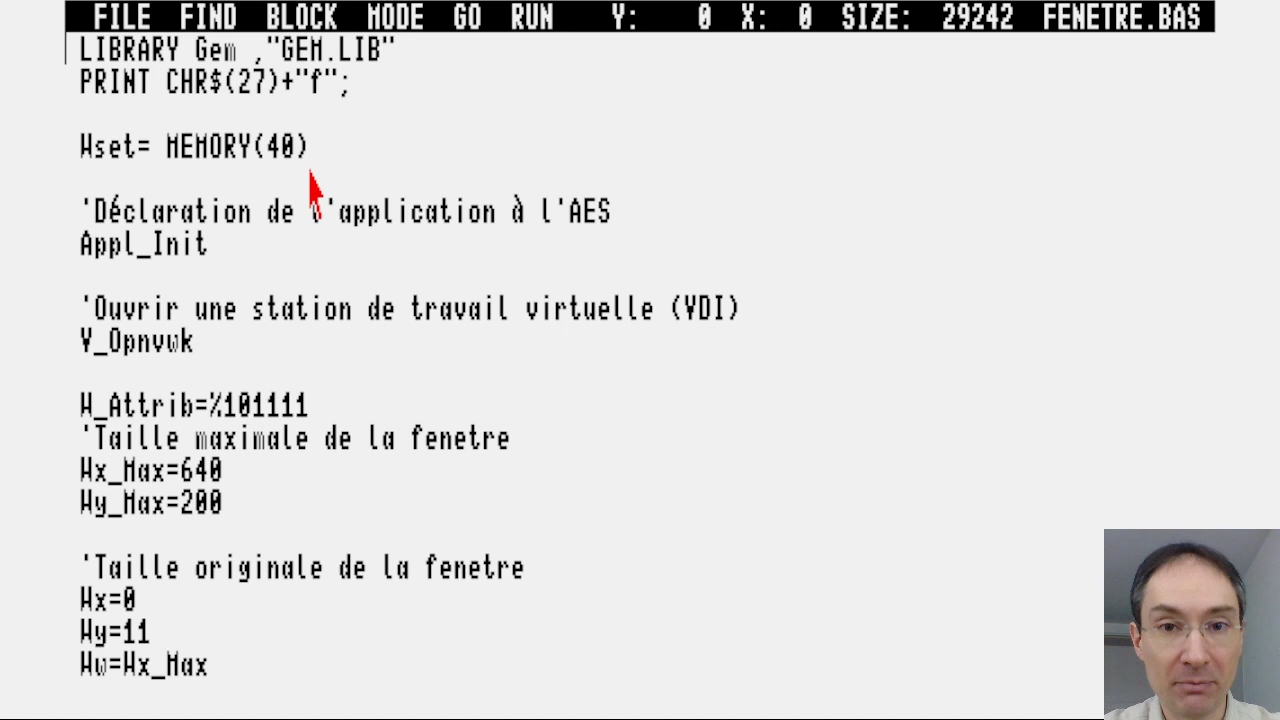 FILE FIND BLOCK MODE GO RUN Y: 0 X: 0 SIZE: 29242 FENETRE.BAS
LIBRARY Gem ,"GEM.LIB"
PRINT CHR$(27)+"f";
Wset= MEMORY(40)
'Déclaration de l'application à l'AES
Appl_Init
'Ouvrir une station de travail virtuelle (VDI)
V_Opnvwk
W_Attrib=%101111
'Taille maximale de la fenetre
Wx_Max=640
Wy_Max=200
'Taille originale de la fenetre
Wx=0
Wy=11
Ww=Wx_Max